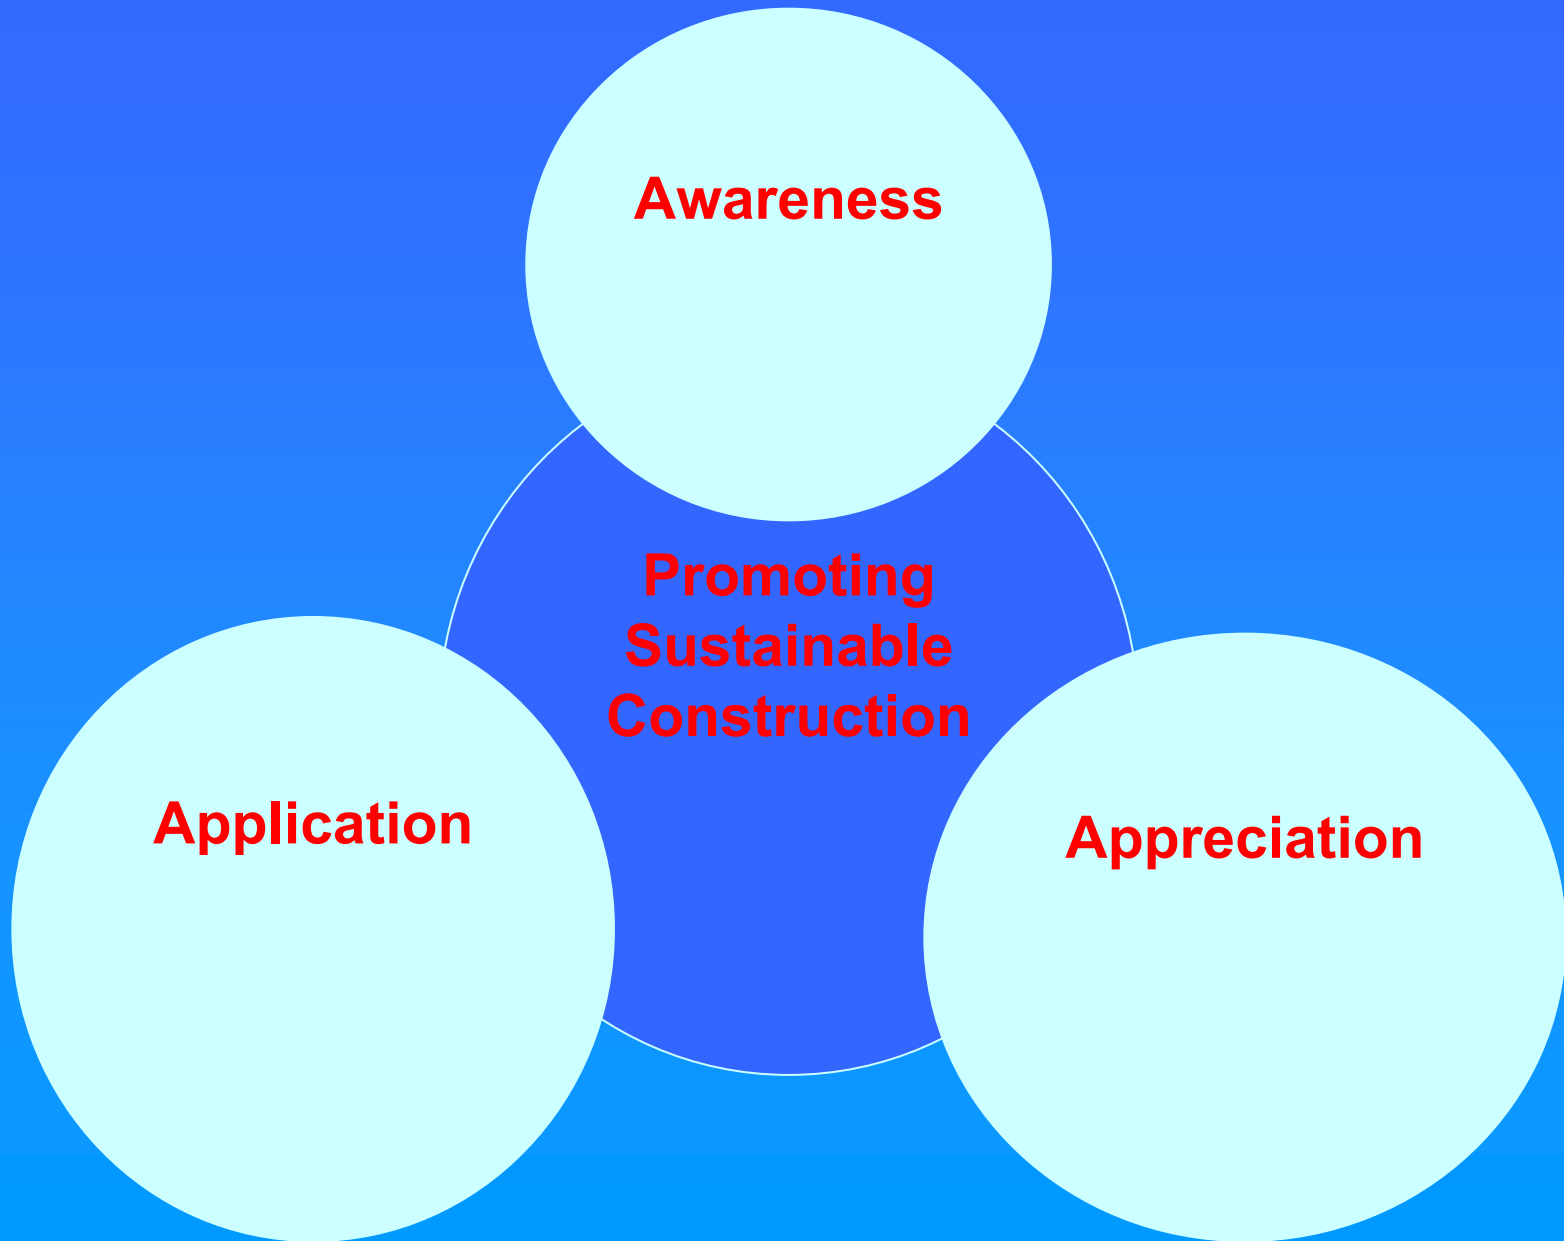 Awareness
Promoting
Sustainable
Construction
Application
Appreciation